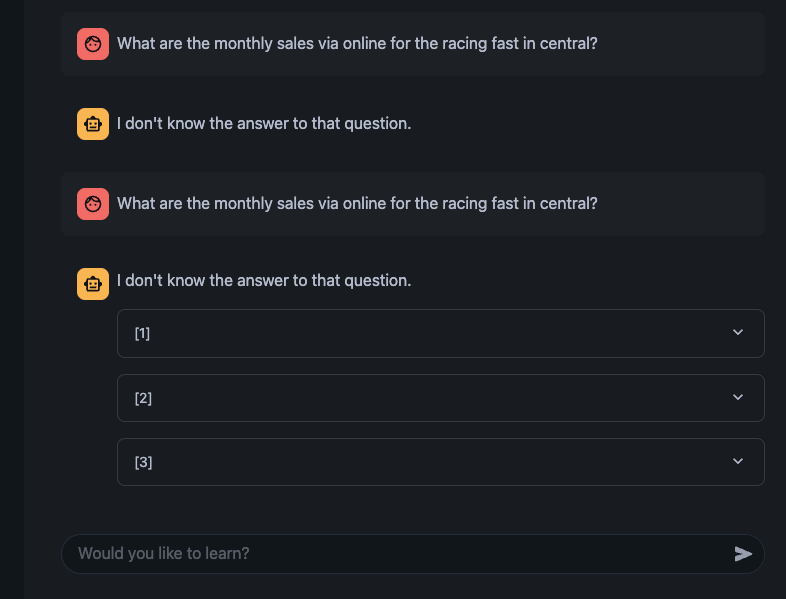 What are the monthly sales via online for the racing fast in central?
I don't know the answer to that question.
What are the monthly sales via online for the racing fast in central?
I don't know the answer to that question.
[1]
[2]
[3]
Would you like to learn?